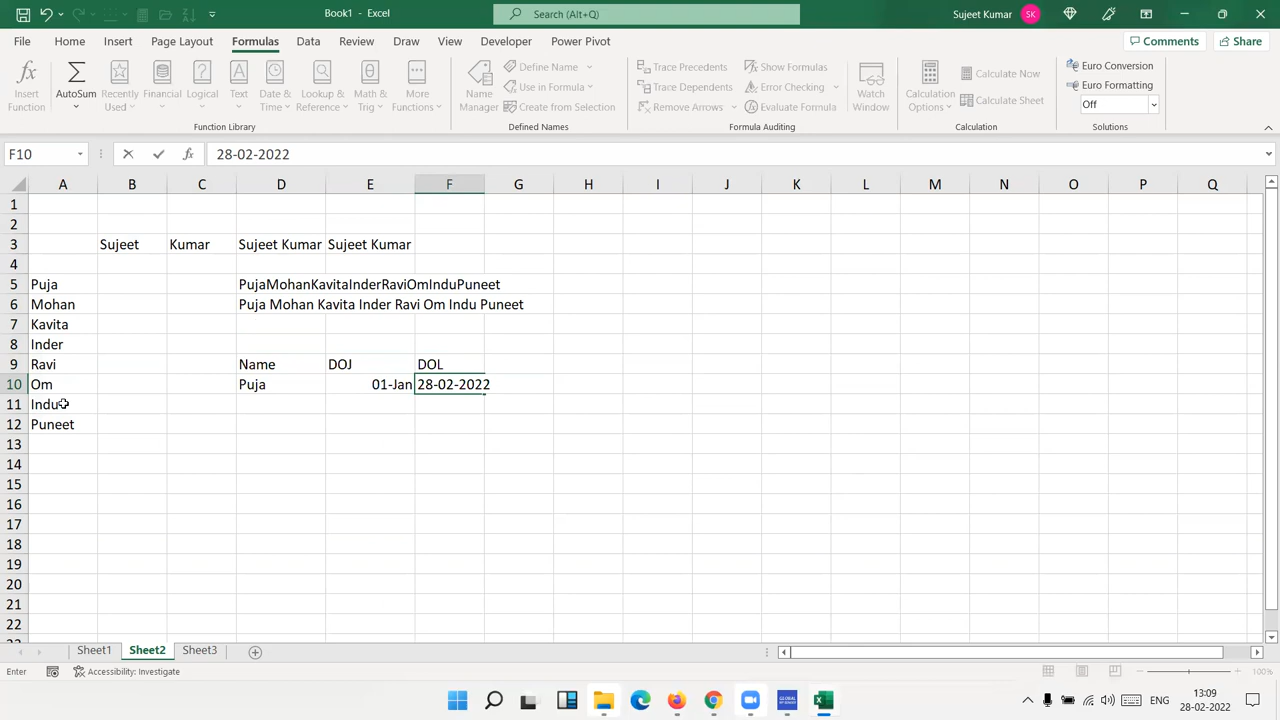 Book1 - Excel
Search (Alt+Q)
Sujeet Kumar
SK
File Home Insert Page Layout Formulas Data Review View Developer Power Pivot
Comments Share
fx Insert Function
Σ AutoSum
Recently Used
Financial
Logical
A Text
Date & Time
Lookup & Reference
Math & Trig
More Functions
Function Library
Name Manager
Define Name
Use in Formula
Create from Selection
Defined Names
Trace Precedents
Trace Dependents
Remove Arrows
Show Formulas
Error Checking
Evaluate Formula
Formula Auditing
Watch Window
Calculation Options
Calculate Now
Calculate Sheet
Calculation
Euro Conversion
Euro Formatting
Off
Solutions
F10 fx 28-02-2022
A B C D E F G H I J K L M N O P Q
1
2
3 Sujeet Kumar Sujeet Kumar Sujeet Kumar
4
5 Puja PujaMohanKavitaInderRaviOmInduPuneet
6 Mohan Puja Mohan Kavita Inder Ravi Om Indu Puneet
7 Kavita
8 Inder
9 Ravi Name DOJ DOL
10 Om Puja 01-Jan 28-02-2022
11 Indu
12 Puneet
13
14
15
16
17
18
19
20
21
22
Sheet1 Sheet2 Sheet3
Enter Accessibility: Investigate 100%
ENG 13:09
28-02-2022